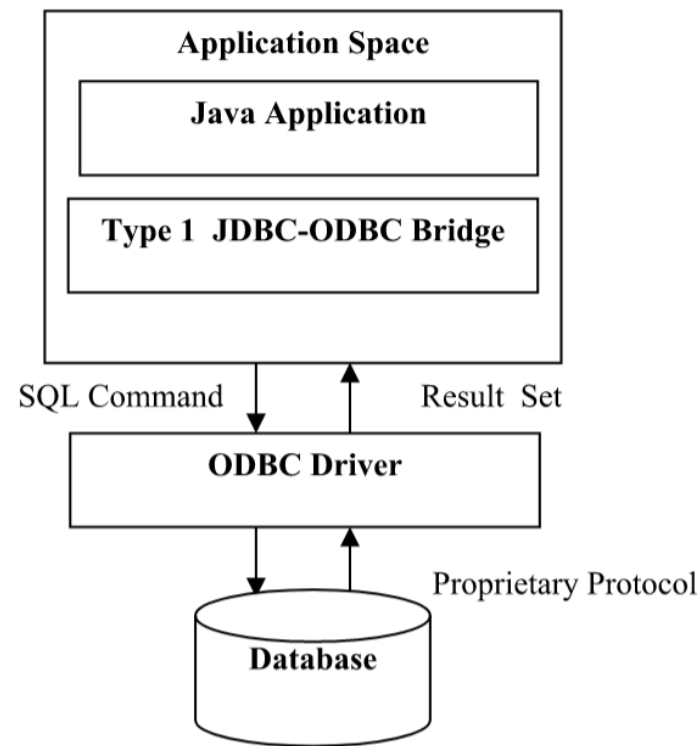 Application Space
Java Application
Type 1 JDBC-ODBC Bridge
SQL Command
Result Set
ODBC Driver
Proprietary Protocol
Database